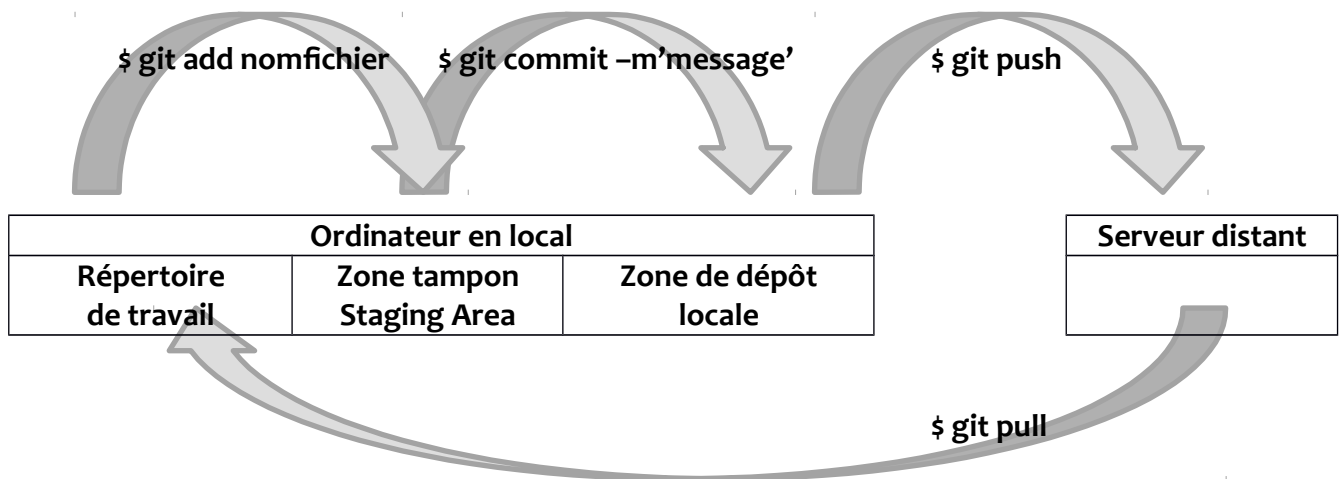 $ git add nomfichier
$ git commit –m’message’
$ git push
Ordinateur en local
Serveur distant
Répertoire
de travail
Zone tampon
Staging Area
Zone de dépôt
locale
$ git pull